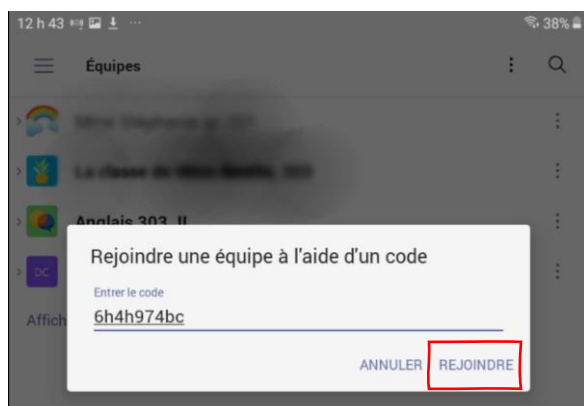 12 h 43 ... 38%
Équipes
Anglais 303
Rejoindre une équipe à l'aide d'un code
Entrer le code
6h4h974bc
DC
Affich
ANNULER REJOINDRE